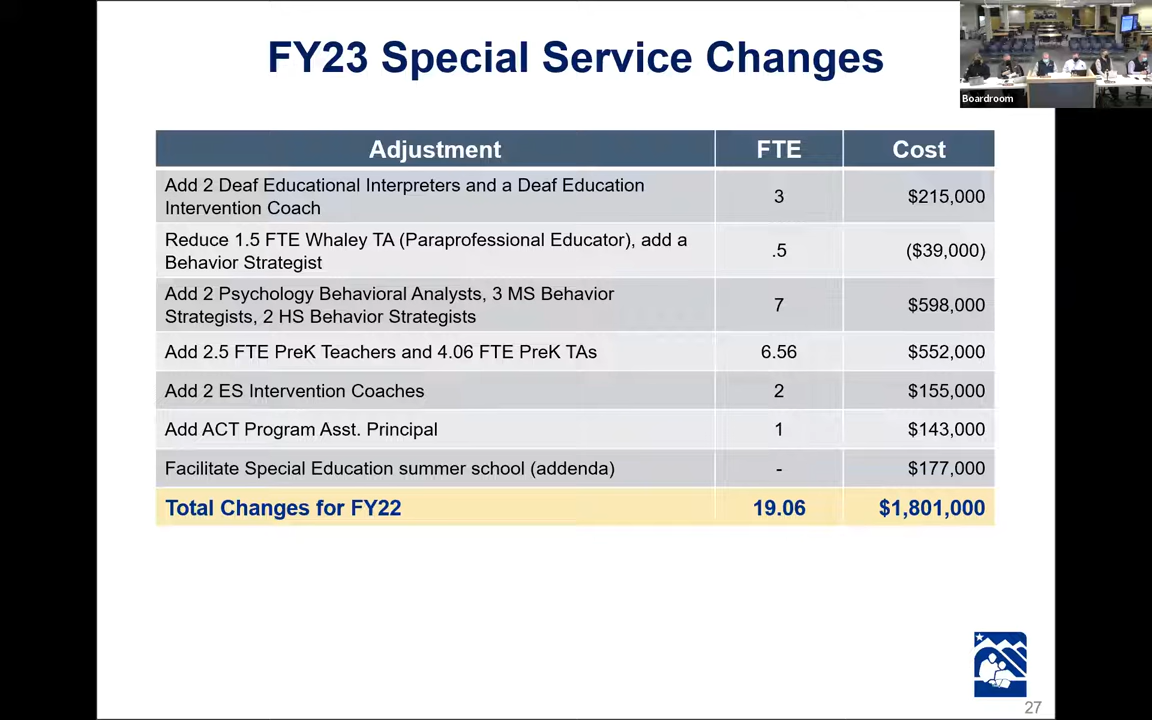 FY23 Special Service Changes
Boardroom
Adjustment FTE Cost
Add 2 Deaf Educational Interpreters and a Deaf Education
Intervention Coach 3 $215,000
Reduce 1.5 FTE Whaley TA (Paraprofessional Educator), add a
Behavior Strategist .5 ($39,000)
Add 2 Psychology Behavioral Analysts, 3 MS Behavior
Strategists, 2 HS Behavior Strategists 7 $598,000
Add 2.5 FTE PreK Teachers and 4.06 FTE PreK TAs 6.56 $552,000
Add 2 ES Intervention Coaches 2 $155,000
Add ACT Program Asst. Principal 1 $143,000
Facilitate Special Education summer school (addenda) - $177,000
Total Changes for FY22 19.06 $1,801,000
27